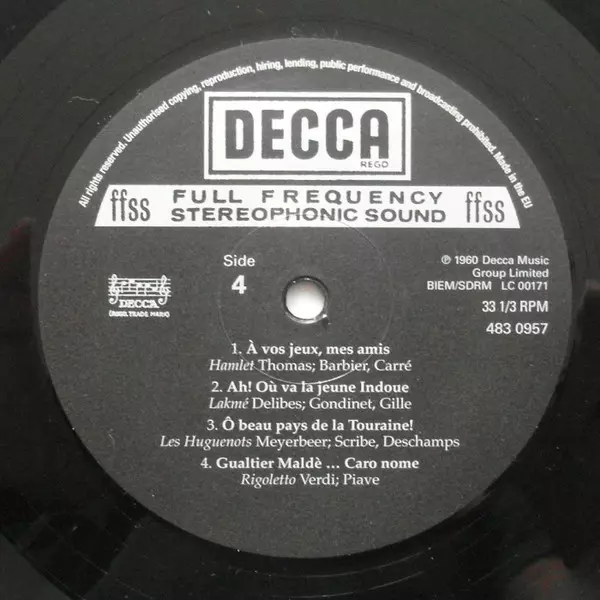 All rights reserved. Unauthorised copying, reproduction, hiring, lending, public performance and broadcasting prohibited. Made in the EU
DECCA
REGD
ffss FULL FREQUENCY ffss
STEREOPHONIC SOUND
Side
4
℗ 1960 Decca Music
Group Limited
BIEM/SDRM LC 00171
33 1/3 RPM
483 0957
DECCA
(REGD. TRADE MARK)
1. À vos jeux, mes amis
Hamlet Thomas; Barbier, Carré
2. Ah! Où va la jeune Indoue
Lakmé Delibes; Gondinet, Gille
3. Ô beau pays de la Touraine!
Les Huguenots Meyerbeer; Scribe, Deschamps
4. Gualtier Maldè ... Caro nome
Rigoletto Verdi; Piave